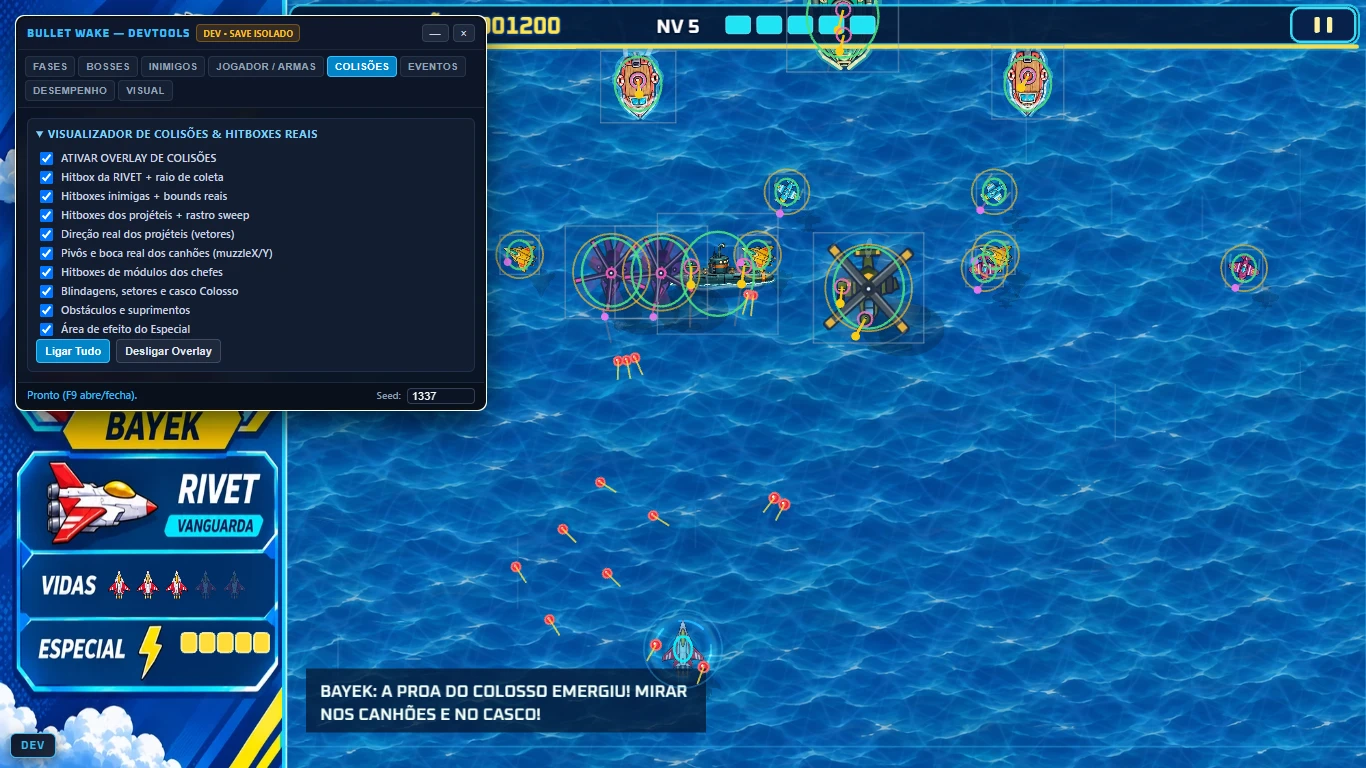 BULLET WAKE — DEVTOOLS DEV • SAVE ISOLADO — ×
FASES BOSSES INIMIGOS JOGADOR / ARMAS COLISÕES EVENTOS
DESEMPENHO VISUAL
▼ VISUALIZADOR DE COLISÕES & HITBOXES REAIS
ATIVAR OVERLAY DE COLISÕES
Hitbox da RIVET + raio de coleta
Hitboxes inimigas + bounds reais
Hitboxes dos projéteis + rastro sweep
Direção real dos projéteis (vetores)
Pivôs e boca real dos canhões (muzzleX/Y)
Hitboxes de módulos dos chefes
Blindagens, setores e casco Colosso
Obstáculos e suprimentos
Área de efeito do Especial
Ligar Tudo Desligar Overlay
Pronto (F9 abre/fecha). Seed: 1337
001200 NV 5
BAYEK
RIVET
VANGUARDA
VIDAS
ESPECIAL
BAYEK: A PROA DO COLOSSO EMERGIU! MIRAR
NOS CANHÕES E NO CASCO!
DEV